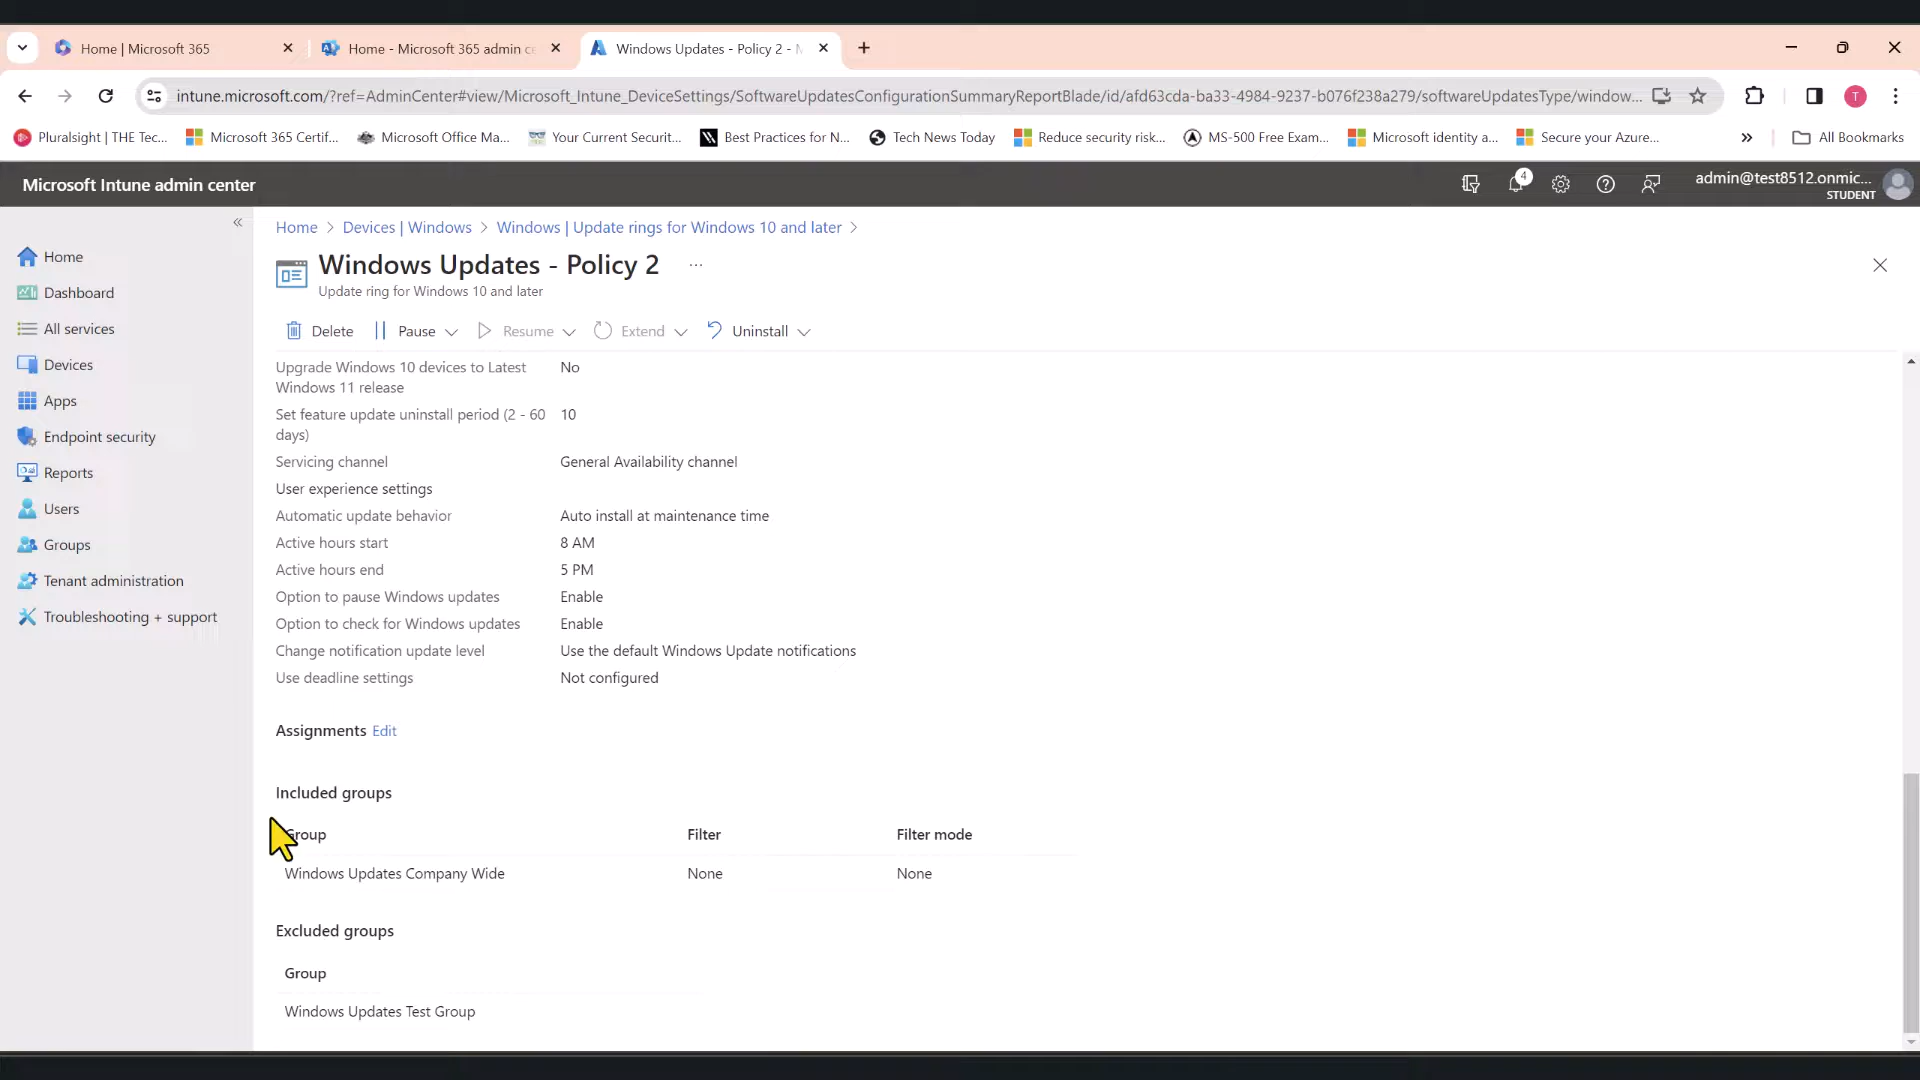 Home | Microsoft 365
Home - Microsoft 365 admin ce
Windows Updates - Policy 2 - M
intune.microsoft.com/?ref=AdminCenter#view/Microsoft_Intune_DeviceSettings/SoftwareUpdatesConfigurationSummaryReportBlade/id/afd63cda-ba33-4984-9237-b076f238a279/softwareUpdatesType/window...
T
Pluralsight | THE Tec...
Microsoft 365 Certif...
Microsoft Office Ma...
Your Current Securit...
Best Practices for N...
Tech News Today
Reduce security risk...
MS-500 Free Exam...
Microsoft identity a...
Secure your Azure...
All Bookmarks
Microsoft Intune admin center
4
admin@test8512.onmic...
STUDENT
Home
Dashboard
All services
Devices
Apps
Endpoint security
Reports
Users
Groups
Tenant administration
Troubleshooting + support
Home > Devices | Windows > Windows | Update rings for Windows 10 and later >
Windows Updates - Policy 2 ...
Update ring for Windows 10 and later
Delete
Pause
Resume
Extend
Uninstall
Upgrade Windows 10 devices to Latest No
Windows 11 release
Set feature update uninstall period (2 - 60 10
days)
Servicing channel General Availability channel
User experience settings
Automatic update behavior Auto install at maintenance time
Active hours start 8 AM
Active hours end 5 PM
Option to pause Windows updates Enable
Option to check for Windows updates Enable
Change notification update level Use the default Windows Update notifications
Use deadline settings Not configured
Assignments Edit
Included groups
Group Filter Filter mode
Windows Updates Company Wide None None
Excluded groups
Group
Windows Updates Test Group